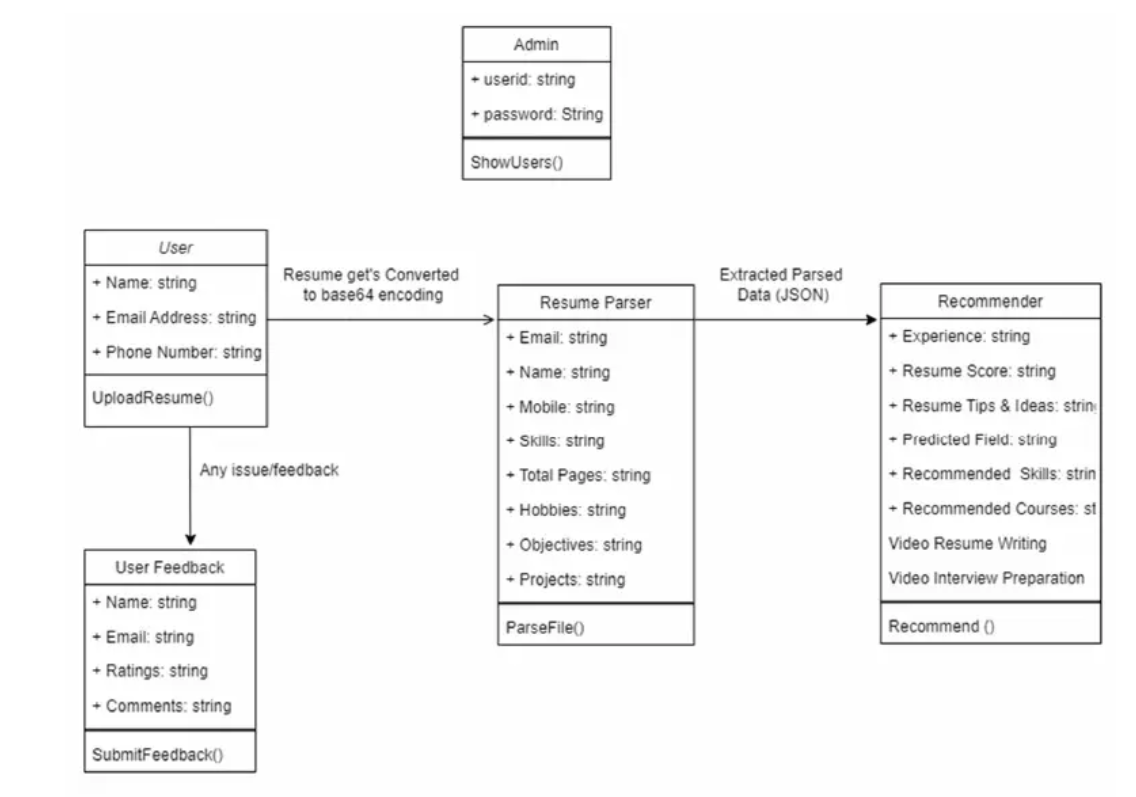 Admin
+ userid: string
+ password: String
ShowUsers()
User
+ Name: string
+ Email Address: string
+ Phone Number: string
UploadResume()
Resume get's Converted
to base64 encoding
Resume Parser
+ Email: string
+ Name: string
+ Mobile: string
+ Skills: string
+ Total Pages: string
+ Hobbies: string
+ Objectives: string
+ Projects: string
ParseFile()
Extracted Parsed
Data (JSON)
Recommender
+ Experience: string
+ Resume Score: string
+ Resume Tips & Ideas: strin
+ Predicted Field: string
+ Recommended Skills: strin
+ Recommended Courses: st
Video Resume Writing
Video Interview Preparation
Recommend ()
Any issue/feedback
User Feedback
+ Name: string
+ Email: string
+ Ratings: string
+ Comments: string
SubmitFeedback()